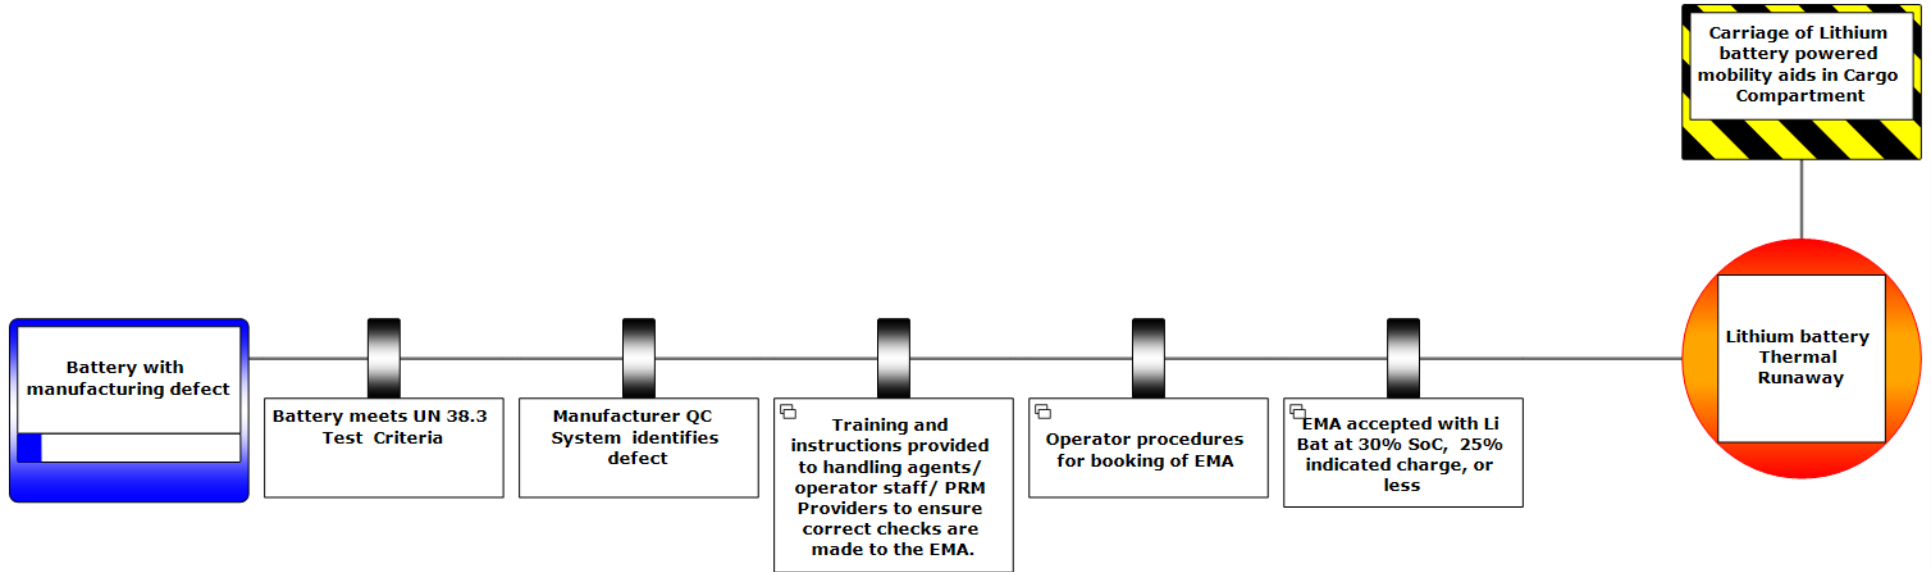 Carriage of Lithium
battery powered
mobility aids in Cargo
Compartment
Battery with
manufacturing defect
Battery meets UN 38.3
Test Criteria
Manufacturer QC
System identifies
defect
Training and
instructions provided
to handling agents/
operator staff/ PRM
Providers to ensure
correct checks are
made to the EMA.
Operator procedures
for booking of EMA
EMA accepted with Li
Bat at 30% SoC, 25%
indicated charge, or
less
Lithium battery
Thermal
Runaway